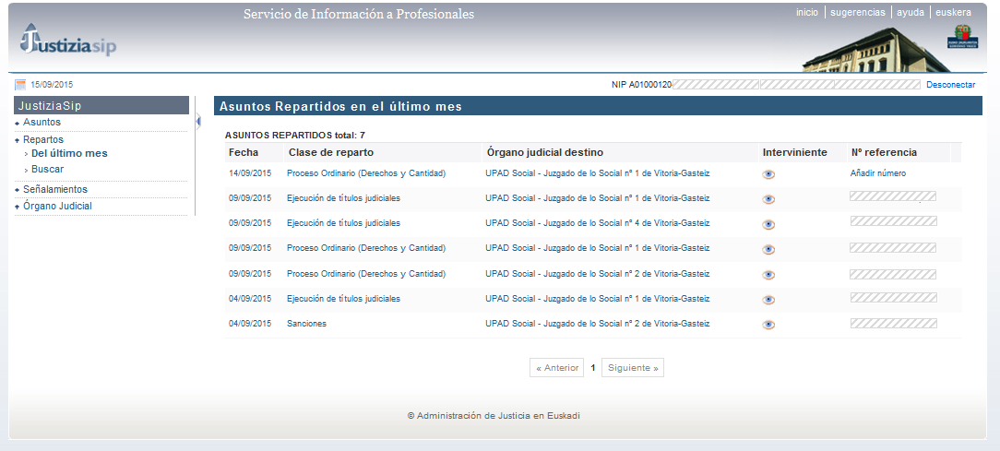 Servicio de Información a Profesionales
inicio | sugerencias | ayuda | euskera
Justiziasip
15/09/2015
NIP A01000120
Desconectar
JustiziaSip
Asuntos
Repartos
Del último mes
Buscar
Señalamientos
Órgano Judicial
Asuntos Repartidos en el último mes
ASUNTOS REPARTIDOS total: 7
Fecha Clase de reparto Órgano judicial destino Interviniente Nº referencia
14/09/2015 Proceso Ordinario (Derechos y Cantidad) UPAD Social - Juzgado de lo Social nº 1 de Vitoria-Gasteiz Añadir número
09/09/2015 Ejecución de títulos judiciales UPAD Social - Juzgado de lo Social nº 1 de Vitoria-Gasteiz
09/09/2015 Ejecución de títulos judiciales UPAD Social - Juzgado de lo Social nº 4 de Vitoria-Gasteiz
09/09/2015 Proceso Ordinario (Derechos y Cantidad) UPAD Social - Juzgado de lo Social nº 1 de Vitoria-Gasteiz
09/09/2015 Proceso Ordinario (Derechos y Cantidad) UPAD Social - Juzgado de lo Social nº 2 de Vitoria-Gasteiz
04/09/2015 Ejecución de títulos judiciales UPAD Social - Juzgado de lo Social nº 1 de Vitoria-Gasteiz
04/09/2015 Sanciones UPAD Social - Juzgado de lo Social nº 2 de Vitoria-Gasteiz
« Anterior 1 Siguiente »
© Administración de Justicia en Euskadi